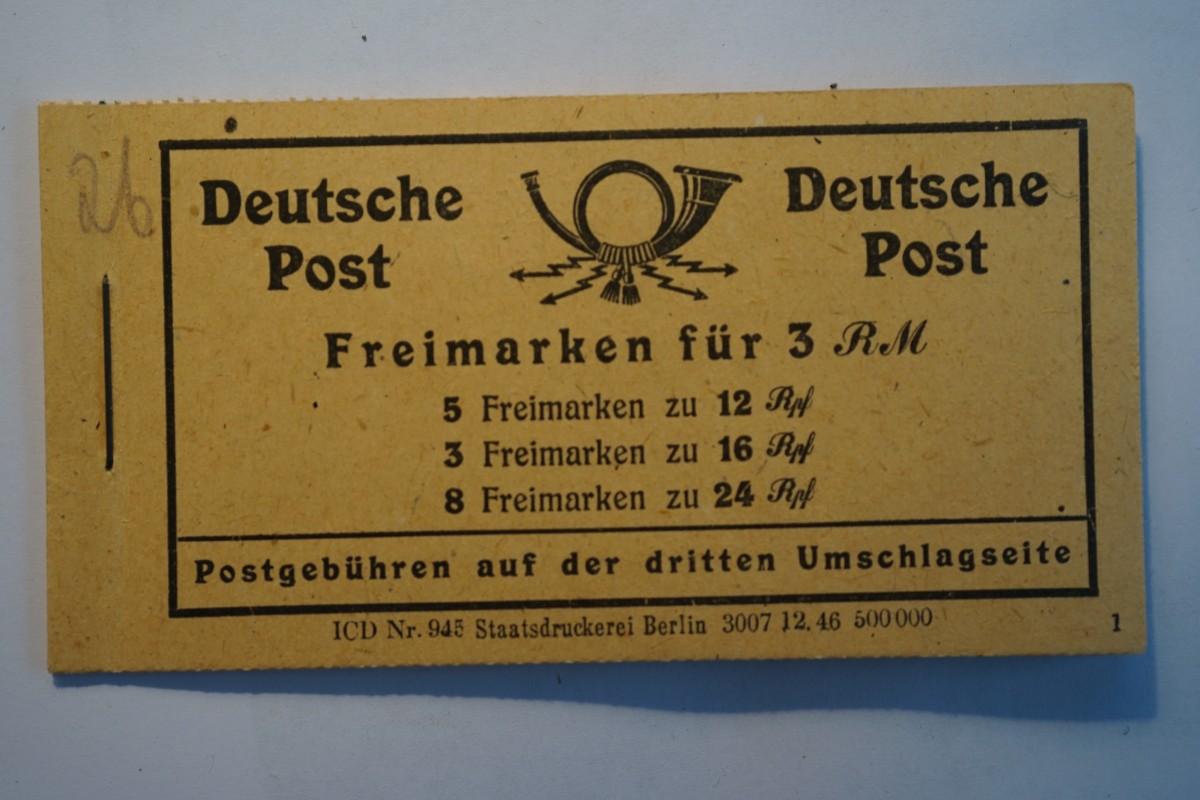 26
Deutsche Post
Deutsche Post
Freimarken für 3 RM
5 Freimarken zu 12 Rpf
3 Freimarken zu 16 Rpf
8 Freimarken zu 24 Rpf
Postgebühren auf der dritten Umschlagseite
ICD Nr. 945 Staatsdruckerei Berlin 3007 12.46 500000
1